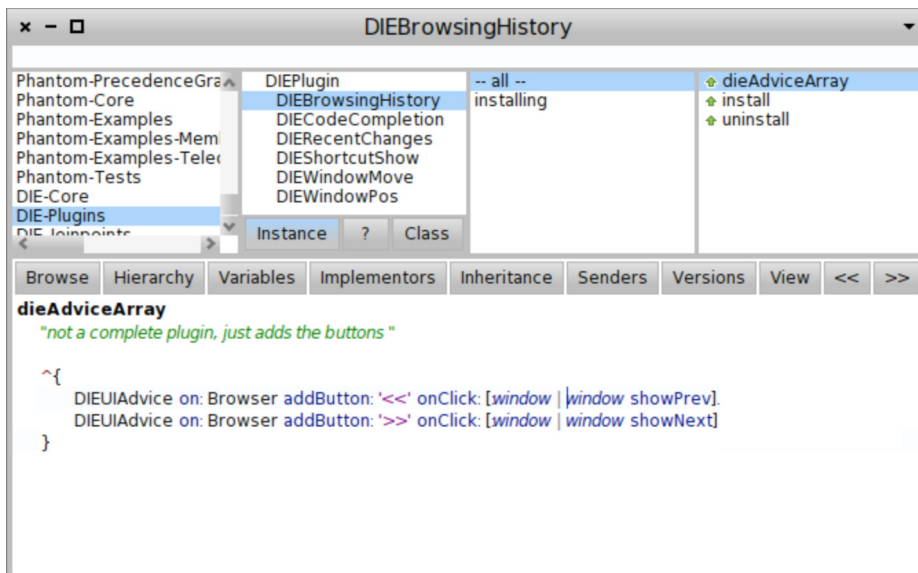 DIEBrowsingHistory
Phantom-PrecedenceGra
Phantom-Core
Phantom-Examples
Phantom-Examples-Mem
Phantom-Examples-Telec
Phantom-Tests
DIE-Core
DIE-Plugins
DIE-Joinpoints
DIEPlugin
DIEBrowsingHistory
DIECodeCompletion
DIERecentChanges
DIEShortcutShow
DIEWindowMove
DIEWindowPos
Instance ? Class
-- all --
installing
dieAdviceArray
install
uninstall
Browse Hierarchy Variables Implementors Inheritance Senders Versions View << >>
dieAdviceArray
"not a complete plugin, just adds the buttons "
^{
DIEUIAdvice on: Browser addButton: '<<' onClick: [:window | window showPrev].
DIEUIAdvice on: Browser addButton: '>>' onClick: [:window | window showNext]
}